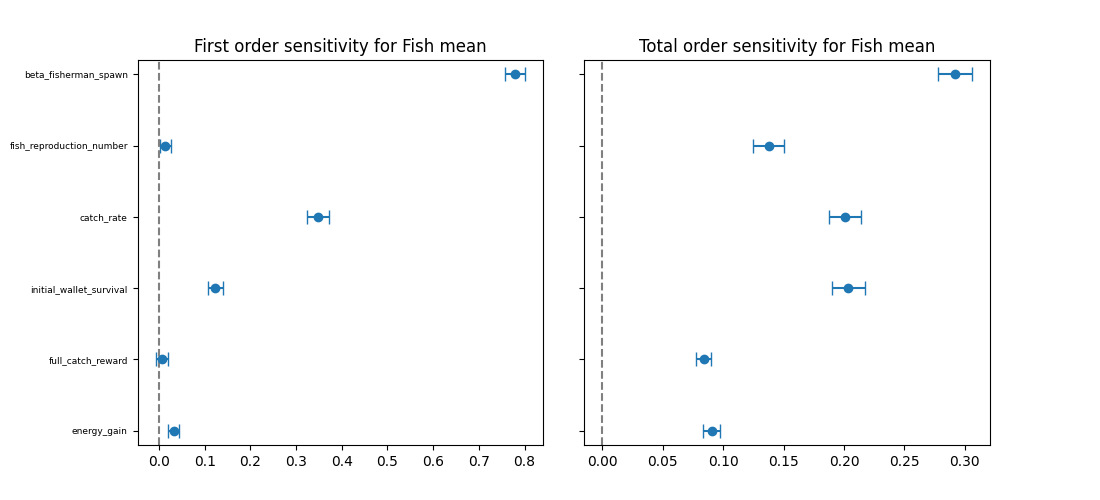 First order sensitivity for Fish mean
Total order sensitivity for Fish mean
beta_fisherman_spawn
fish_reproduction_number
catch_rate
initial_wallet_survival
full_catch_reward
energy_gain
0.0 0.1 0.2 0.3 0.4 0.5 0.6 0.7 0.8
0.00 0.05 0.10 0.15 0.20 0.25 0.30